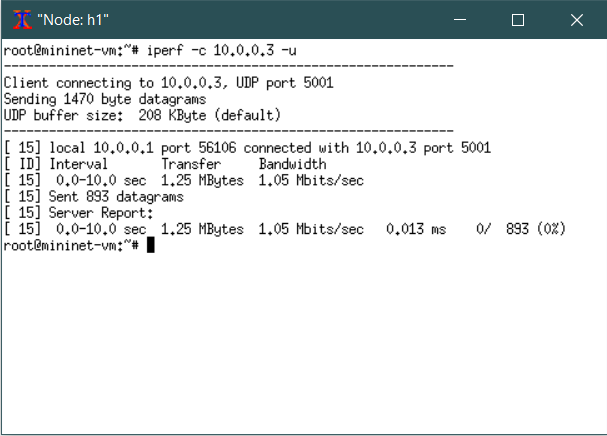 "Node: h1"
root@mininet-vm:~# iperf -c 10.0.0.3 -u
------------------------------------------------------------
Client connecting to 10.0.0.3, UDP port 5001
Sending 1470 byte datagrams
UDP buffer size:  208 KByte (default)
------------------------------------------------------------
[ 15] local 10.0.0.1 port 56106 connected with 10.0.0.3 port 5001
[ ID] Interval       Transfer     Bandwidth
[ 15]  0.0-10.0 sec  1.25 MBytes  1.05 Mbits/sec
[ 15] Sent 893 datagrams
[ 15] Server Report:
[ 15]  0.0-10.0 sec  1.25 MBytes  1.05 Mbits/sec   0.013 ms    0/  893 (0%)
root@mininet-vm:~#